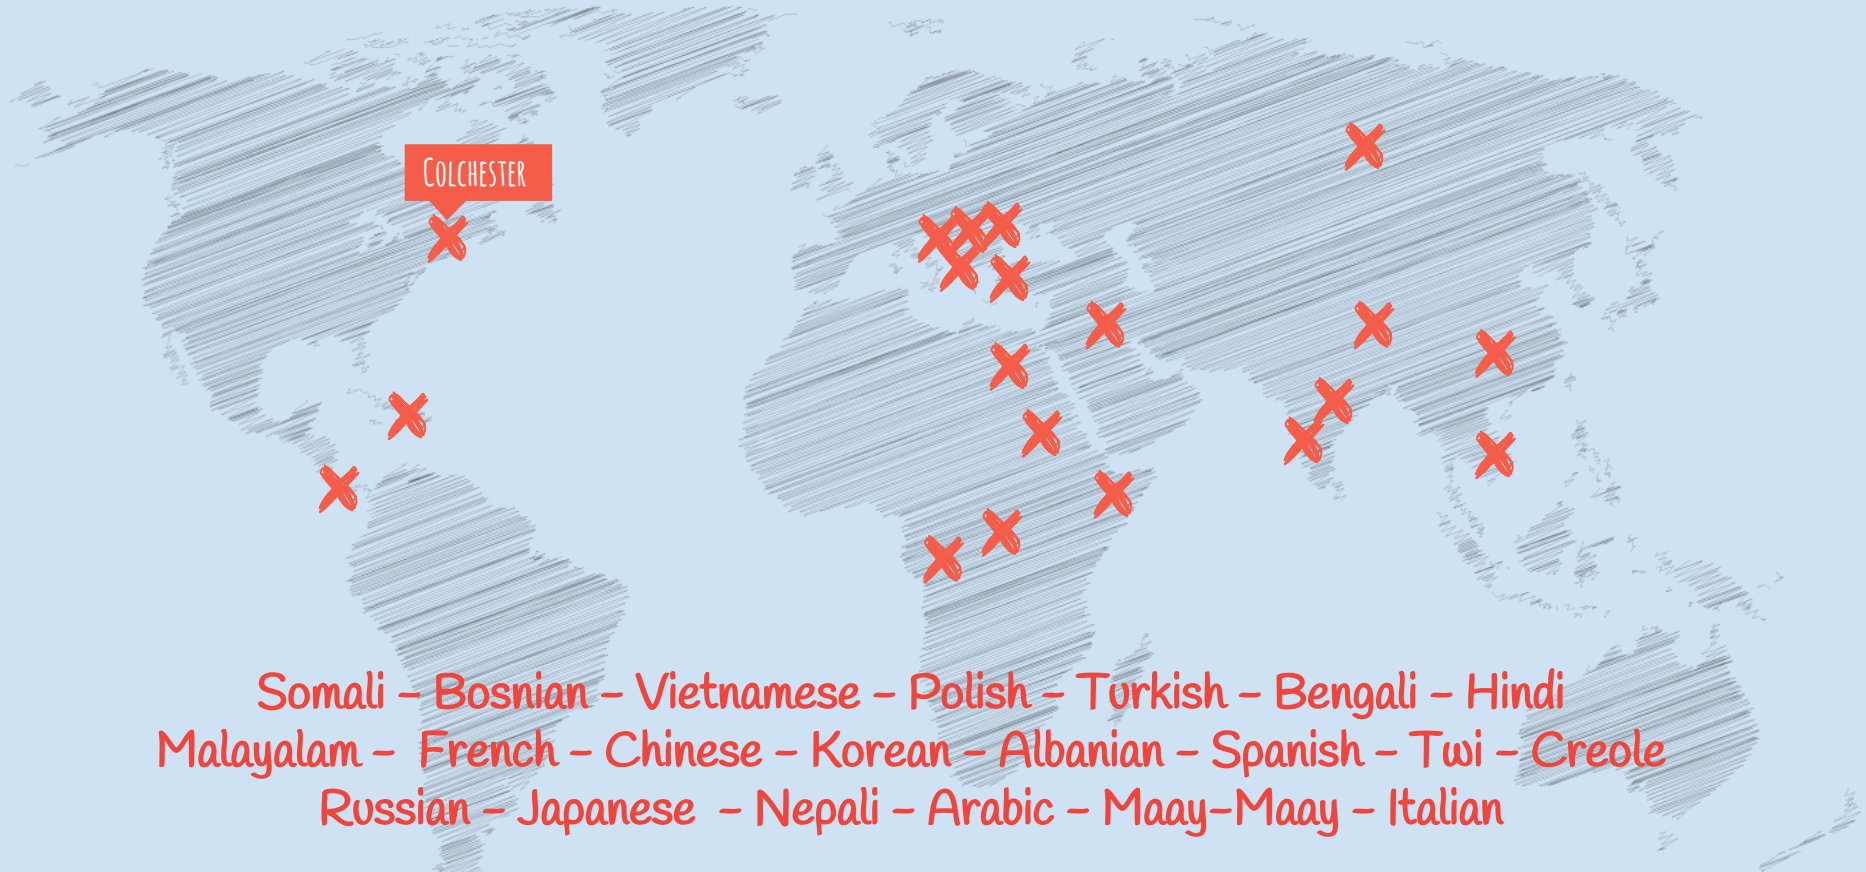 Colchester
Somali - Bosnian - Vietnamese - Polish - Turkish - Bengali - Hindi
Malayalam - French - Chinese - Korean - Albanian - Spanish - Twi - Creole
Russian - Japanese - Nepali - Arabic - Maay-Maay - Italian